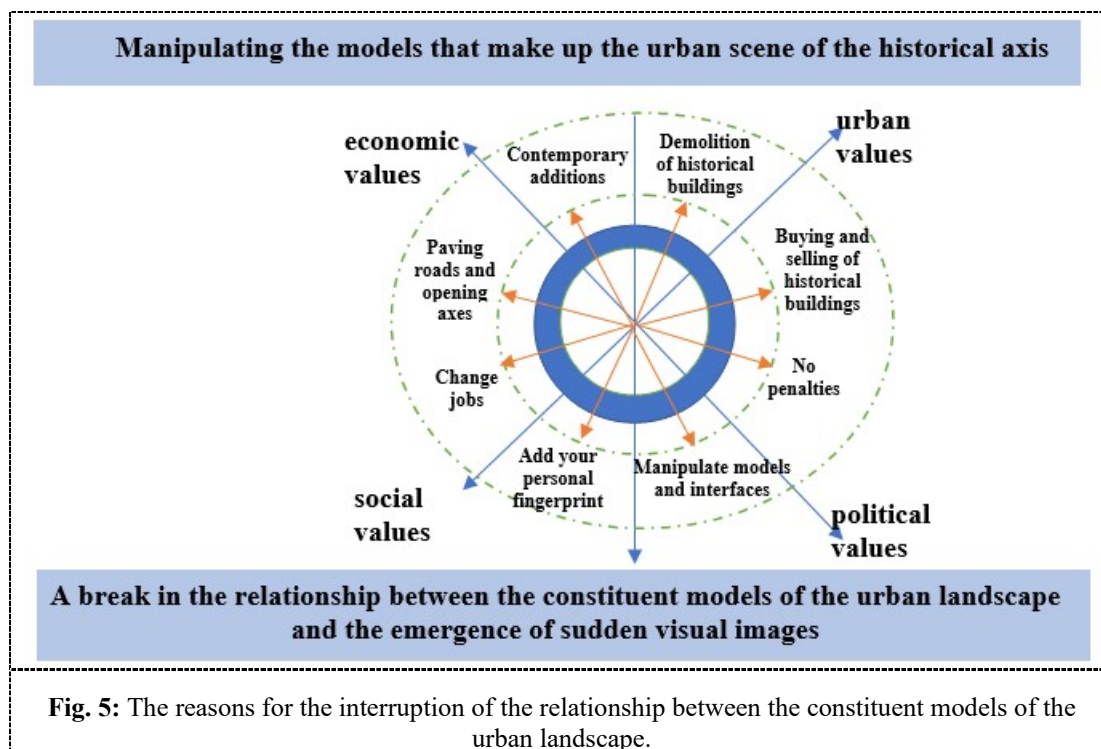 Manipulating the models that make up the urban scene of the historical axis
economic
values
urban
values
Contemporary
additions
Demolition
of historical
buildings
Paving
roads and
opening
axes
Buying and
selling of
historical
buildings
Change
jobs
No
penalties
Add your
personal
fingerprint
Manipulate models
and interfaces
social
values
political
values
A break in the relationship between the constituent models of the urban landscape
and the emergence of sudden visual images
Fig. 5: The reasons for the interruption of the relationship between the constituent models of the
urban landscape.